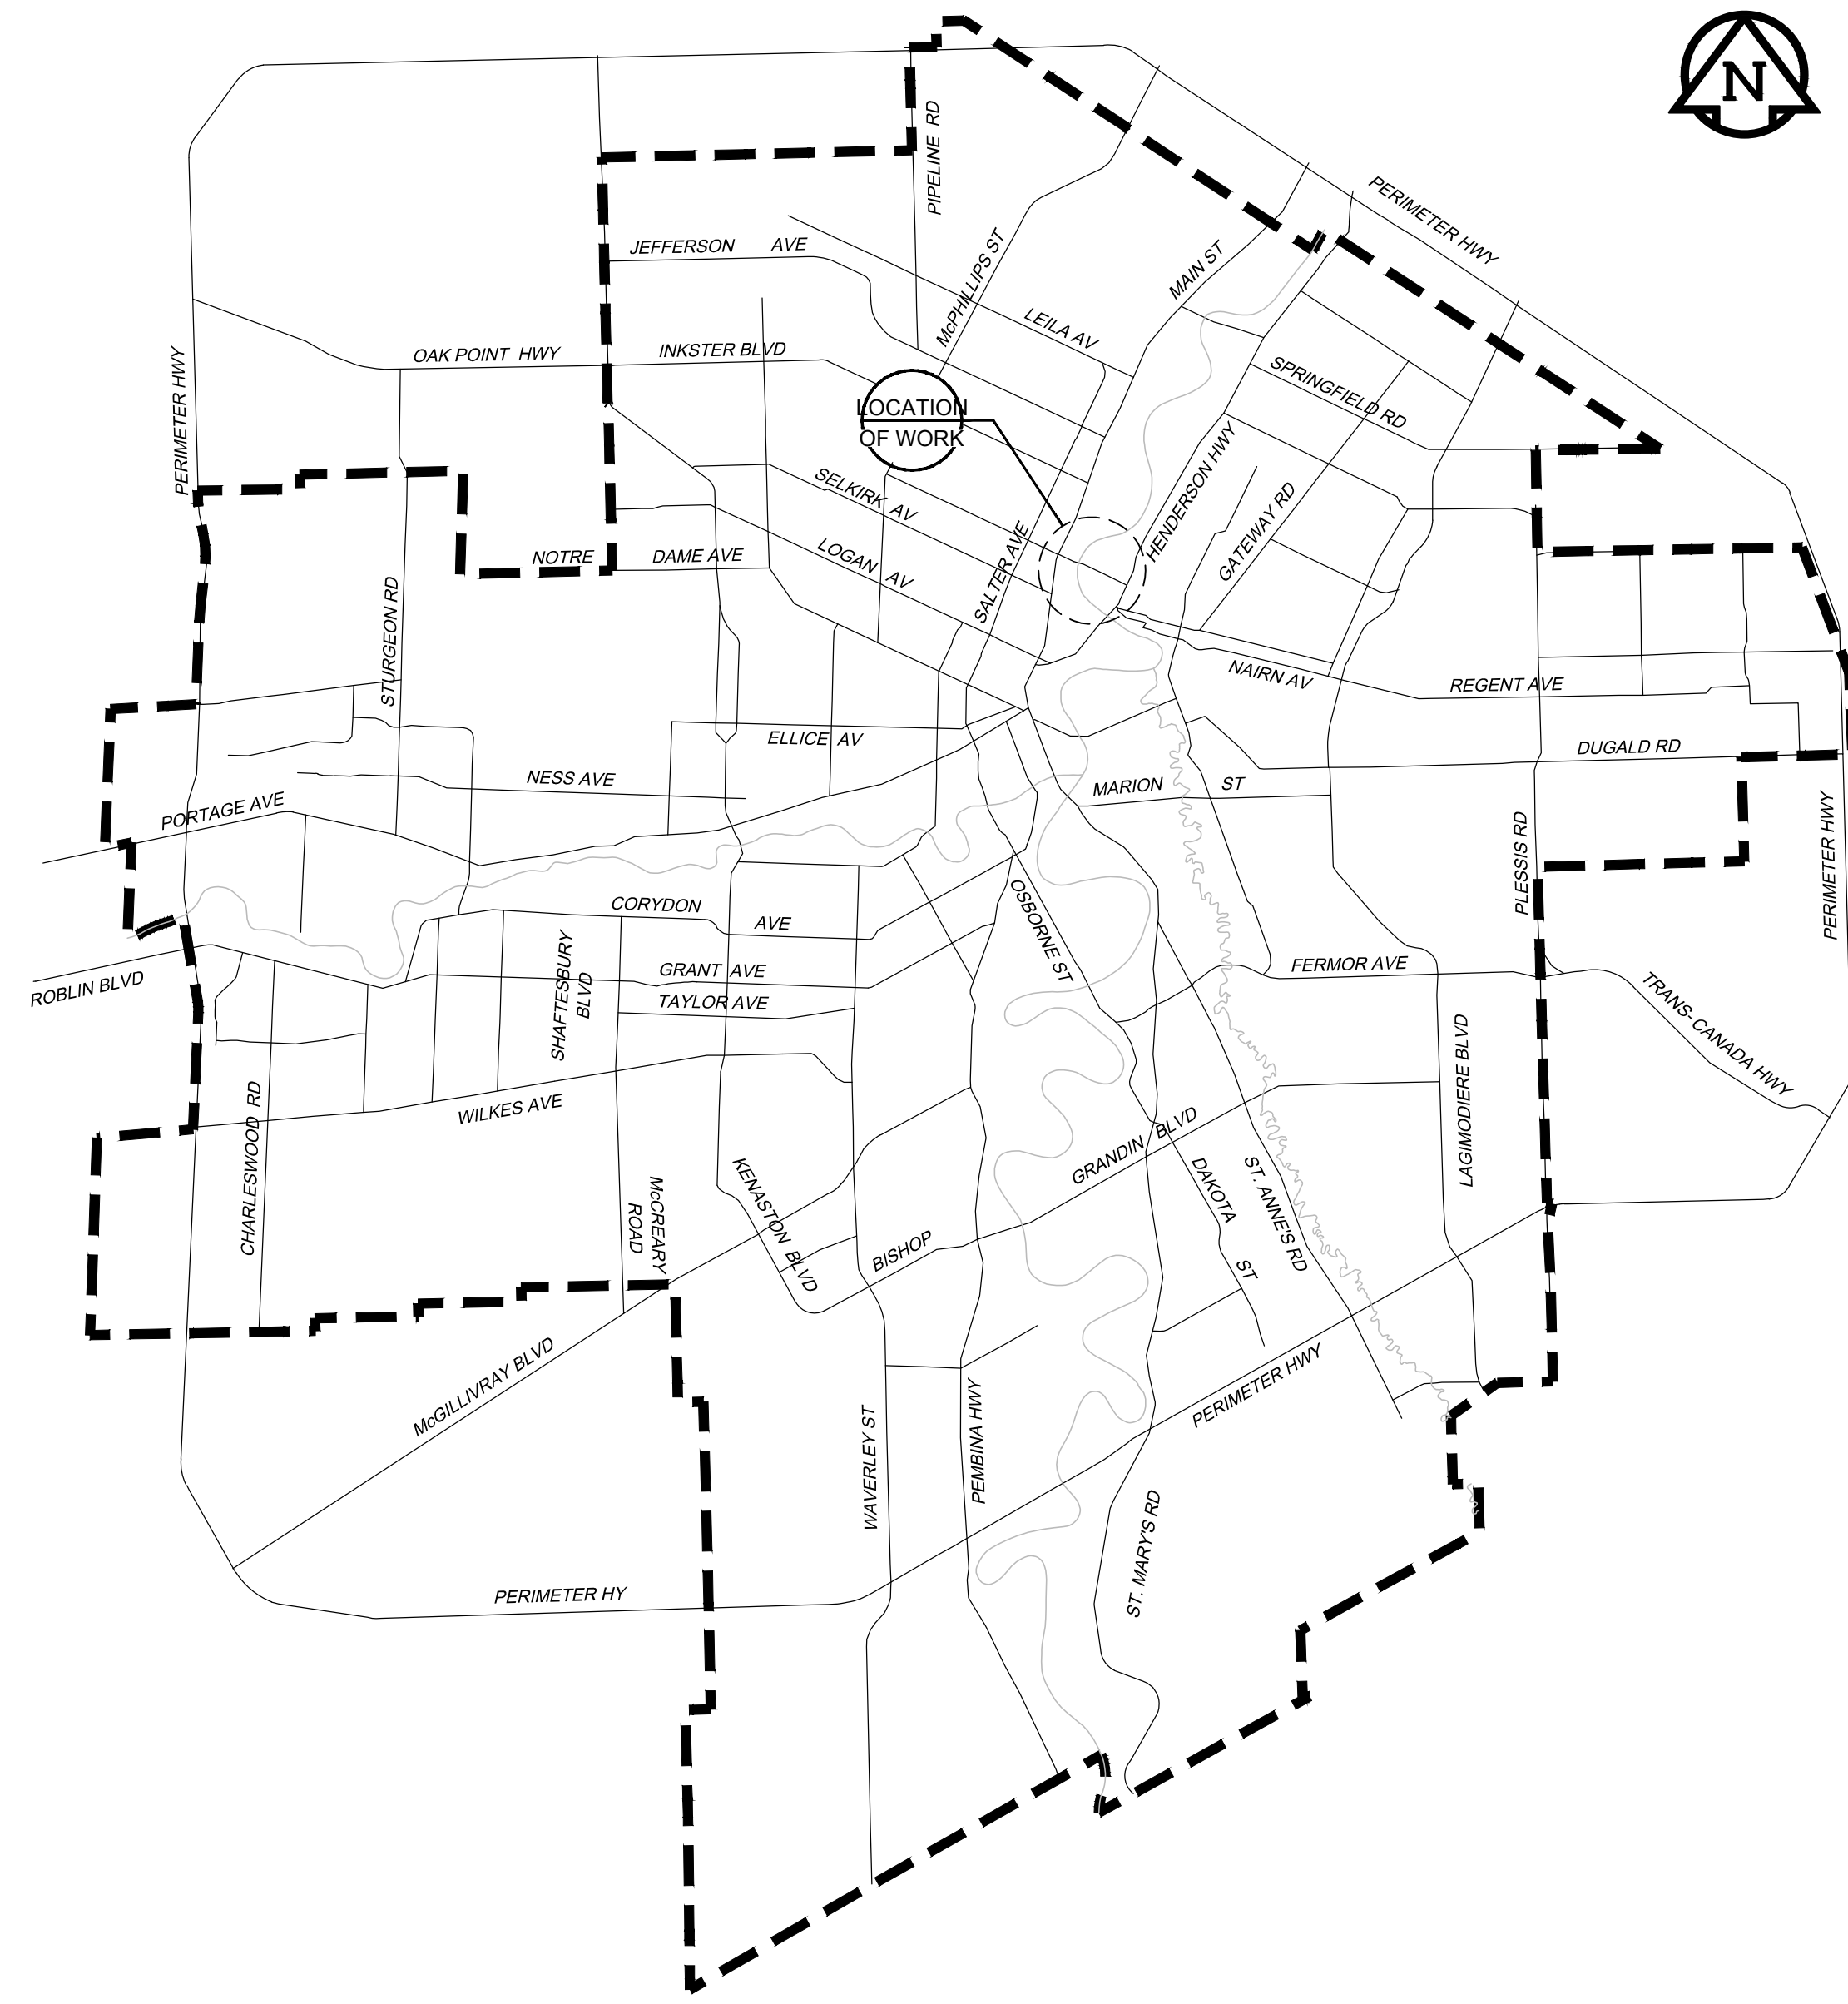 N
PIPELINE RD
PERIMETER HWY
JEFFERSON AVE
McPHILLIPS ST
MAIN ST
LEILA AV
OAK POINT HWY
INKSTER BLVD
PERIMETER HWY
SPRINGFIELD RD
LOCATION
OF WORK
SELKIRK AV
HENDERSON HWY
GATEWAY RD
NOTRE DAME AVE
LOGAN AV
SALTER AVE
STURGEON RD
NAIRN AV
REGENT AVE
ELLICE AV
DUGALD RD
NESS AVE
MARION ST
PORTAGE AVE
PLESSIS RD
PERIMETER HWY
CORYDON AVE
OSBORNE ST
SHAFTESBURY
BLVD
GRANT AVE
FERMOR AVE
ROBLIN BLVD
TAYLOR AVE
TRANS-CANADA HWY
LAGIMODIERE BLVD
WILKES AVE
CHARLESWOOD RD
GRANDIN BLVD
KENASTON BLVD
McCREARY
ROAD
DAKOTA ST
ST. ANNE'S RD
BISHOP
McGILLIVRAY BLVD
PERIMETER HWY
WAVERLEY ST
PEMBINA HWY
ST. MARY'S RD
PERIMETER HY